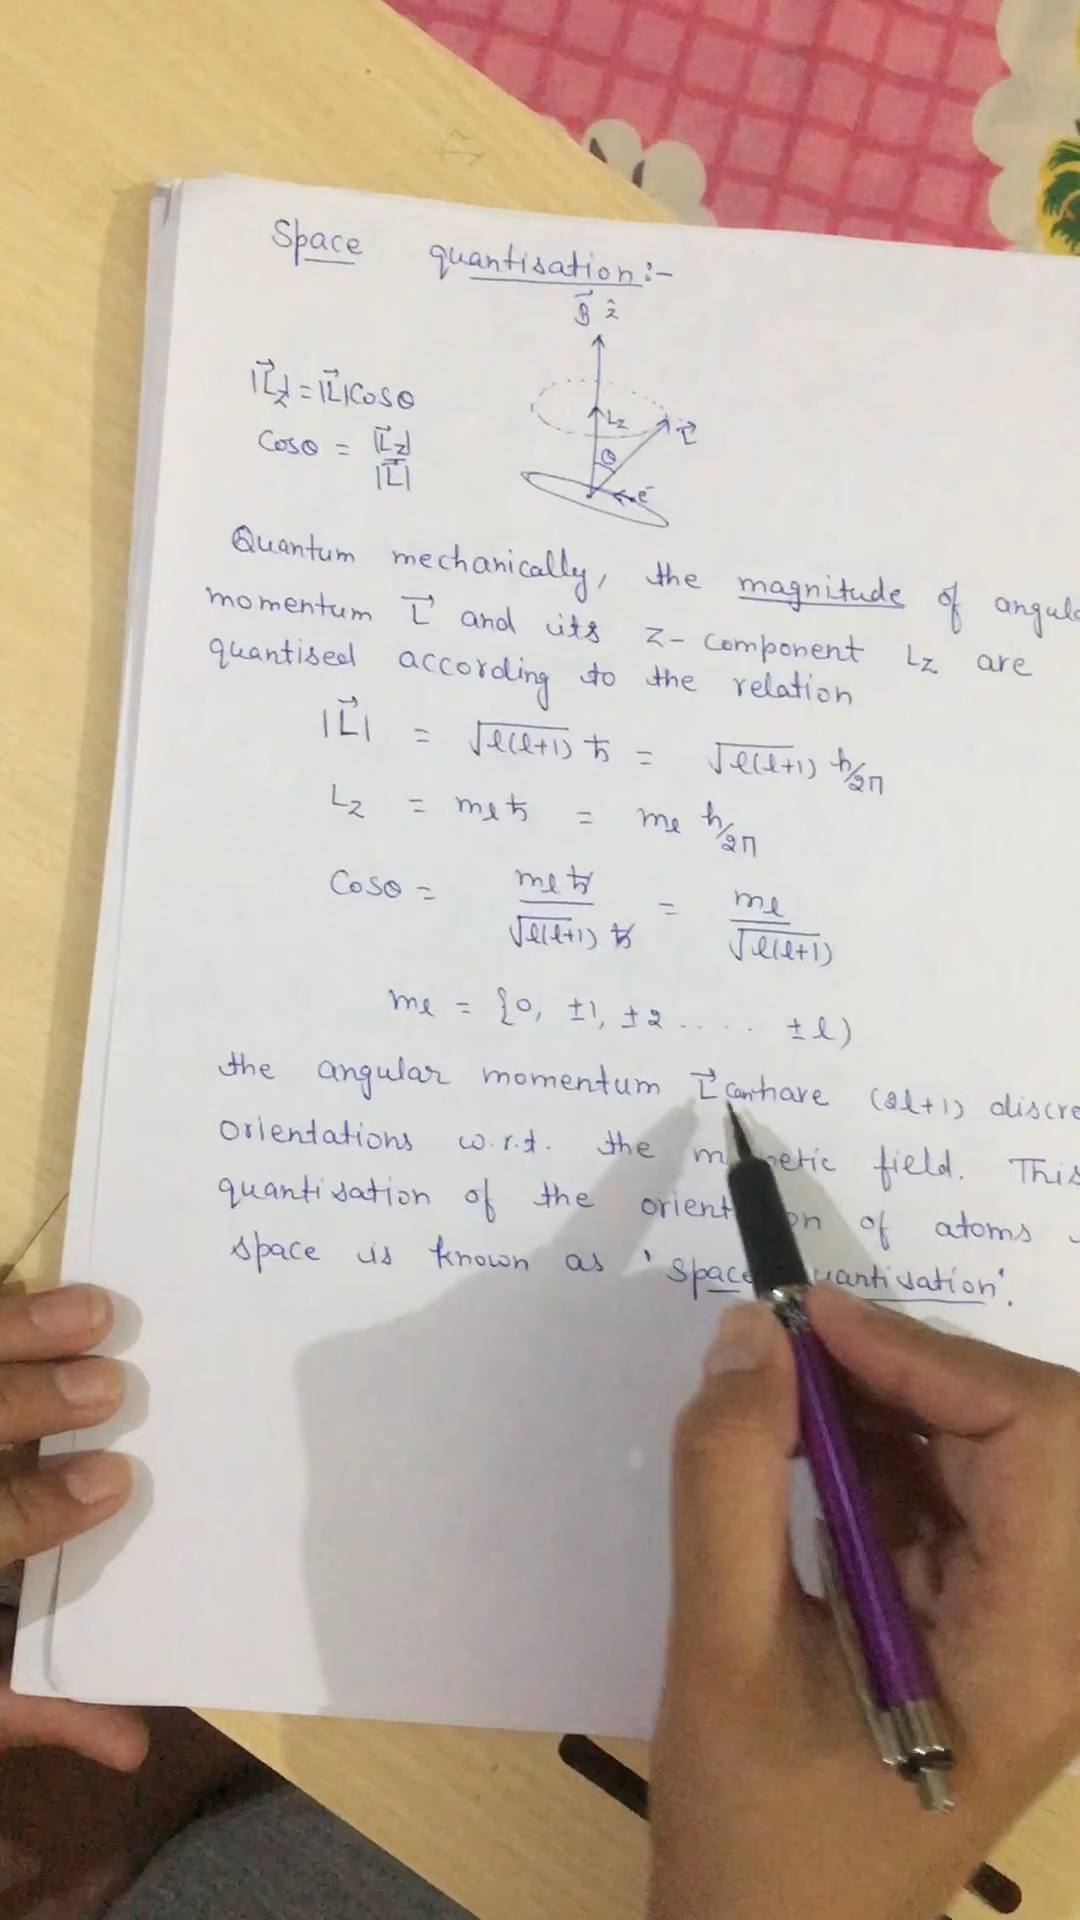 Space quantisation:-
B⃗ ẑ
|L⃗z| = |L⃗|Cosθ
Cosθ = |L⃗z| / |L⃗|
Lz
L⃗
θ
e⁻
Quantum mechanically, the magnitude of angula
momentum L⃗ and its z-component Lz are
quantised according to the relation
|L⃗| = √l(l+1) ħ = √l(l+1) h/2π
Lz = ml ħ = ml h/2π
Cosθ = ml ħ / √l(l+1) ħ = ml / √l(l+1)
ml = {0, ±1, ±2 ..... ±l)
the angular momentum L⃗ can have (2l+1) discre
Orientations w.r.t. the magnetic field. This
quantisation of the orientation of atoms
space is known as 'Space quantisation'.